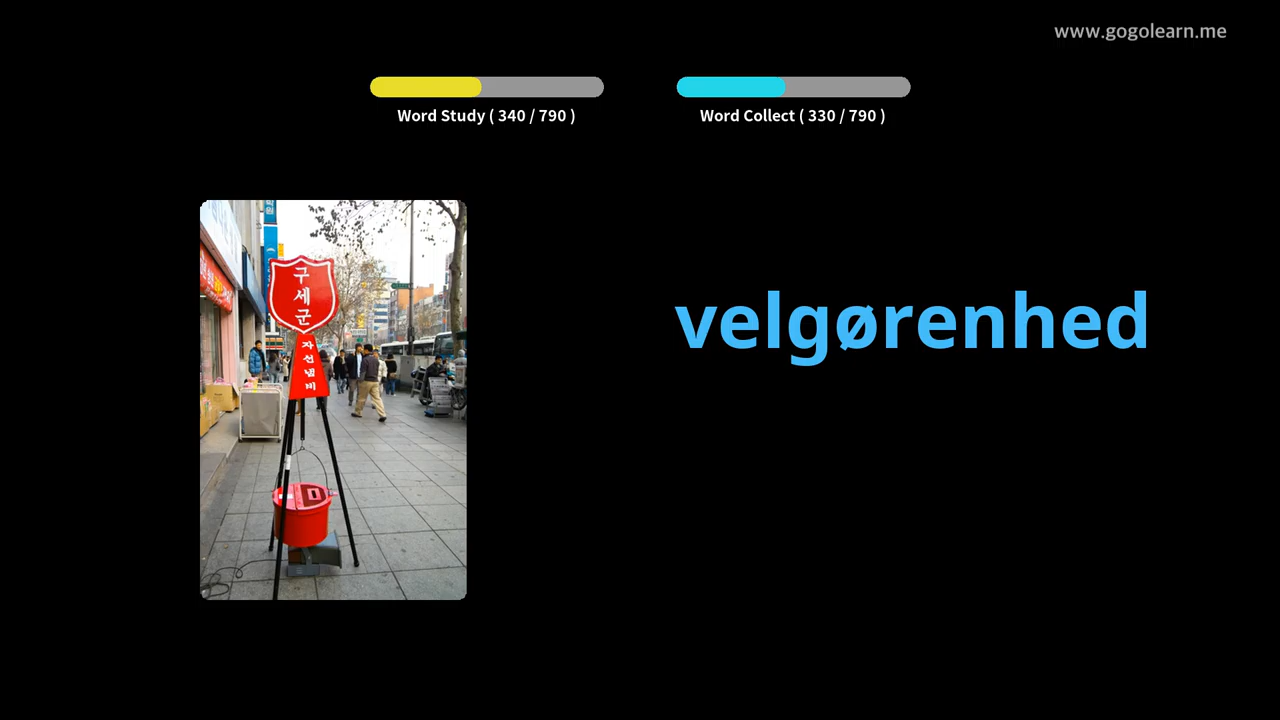 www.gogolearn.me
Word Study ( 340 / 790 )
Word Collect ( 330 / 790 )
velgørenhed
구
세
군
자
선
냄
비